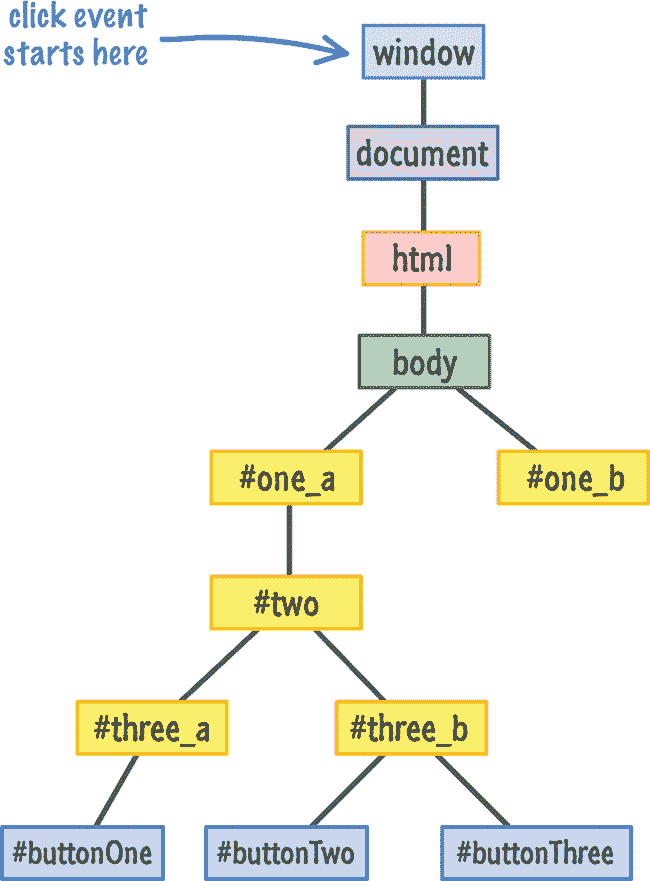 click event
starts here
window
document
html
body
#one_a
#one_b
#two
#three_a
#three_b
#buttonOne
#buttonTwo
#buttonThree